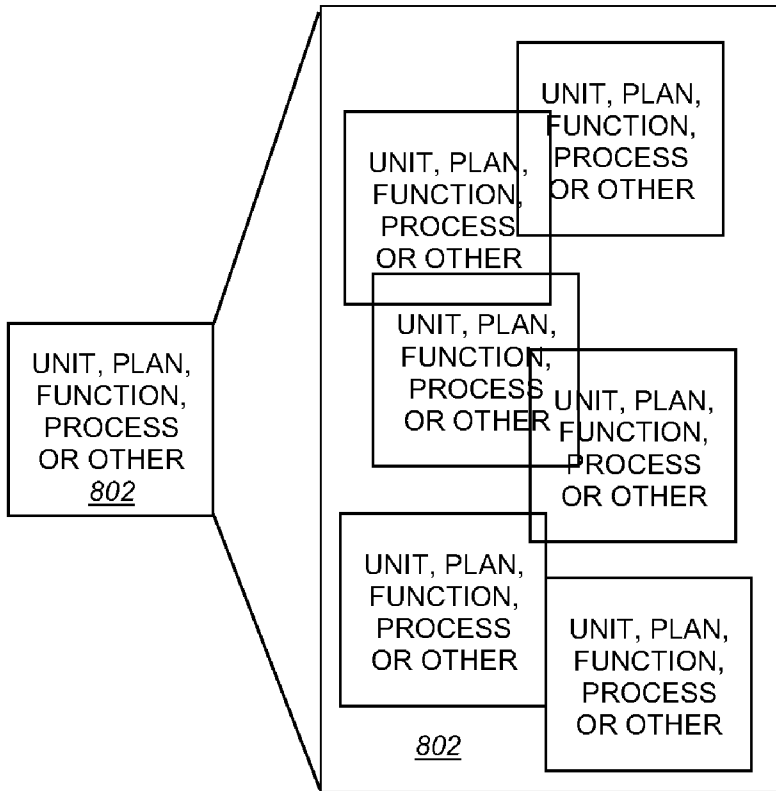 UNIT, PLAN,
FUNCTION,
PROCESS
OR OTHER
802
UNIT, PLAN,
FUNCTION,
PROCESS
OR OTHER
UNIT, PLAN,
FUNCTION,
PROCESS
OR OTHER
UNIT, PLAN,
FUNCTION,
PROCESS
OR OTHER
UNIT, PLAN,
FUNCTION,
PROCESS
OR OTHER
UNIT, PLAN,
FUNCTION,
PROCESS
OR OTHER
UNIT, PLAN,
FUNCTION,
PROCESS
OR OTHER
802